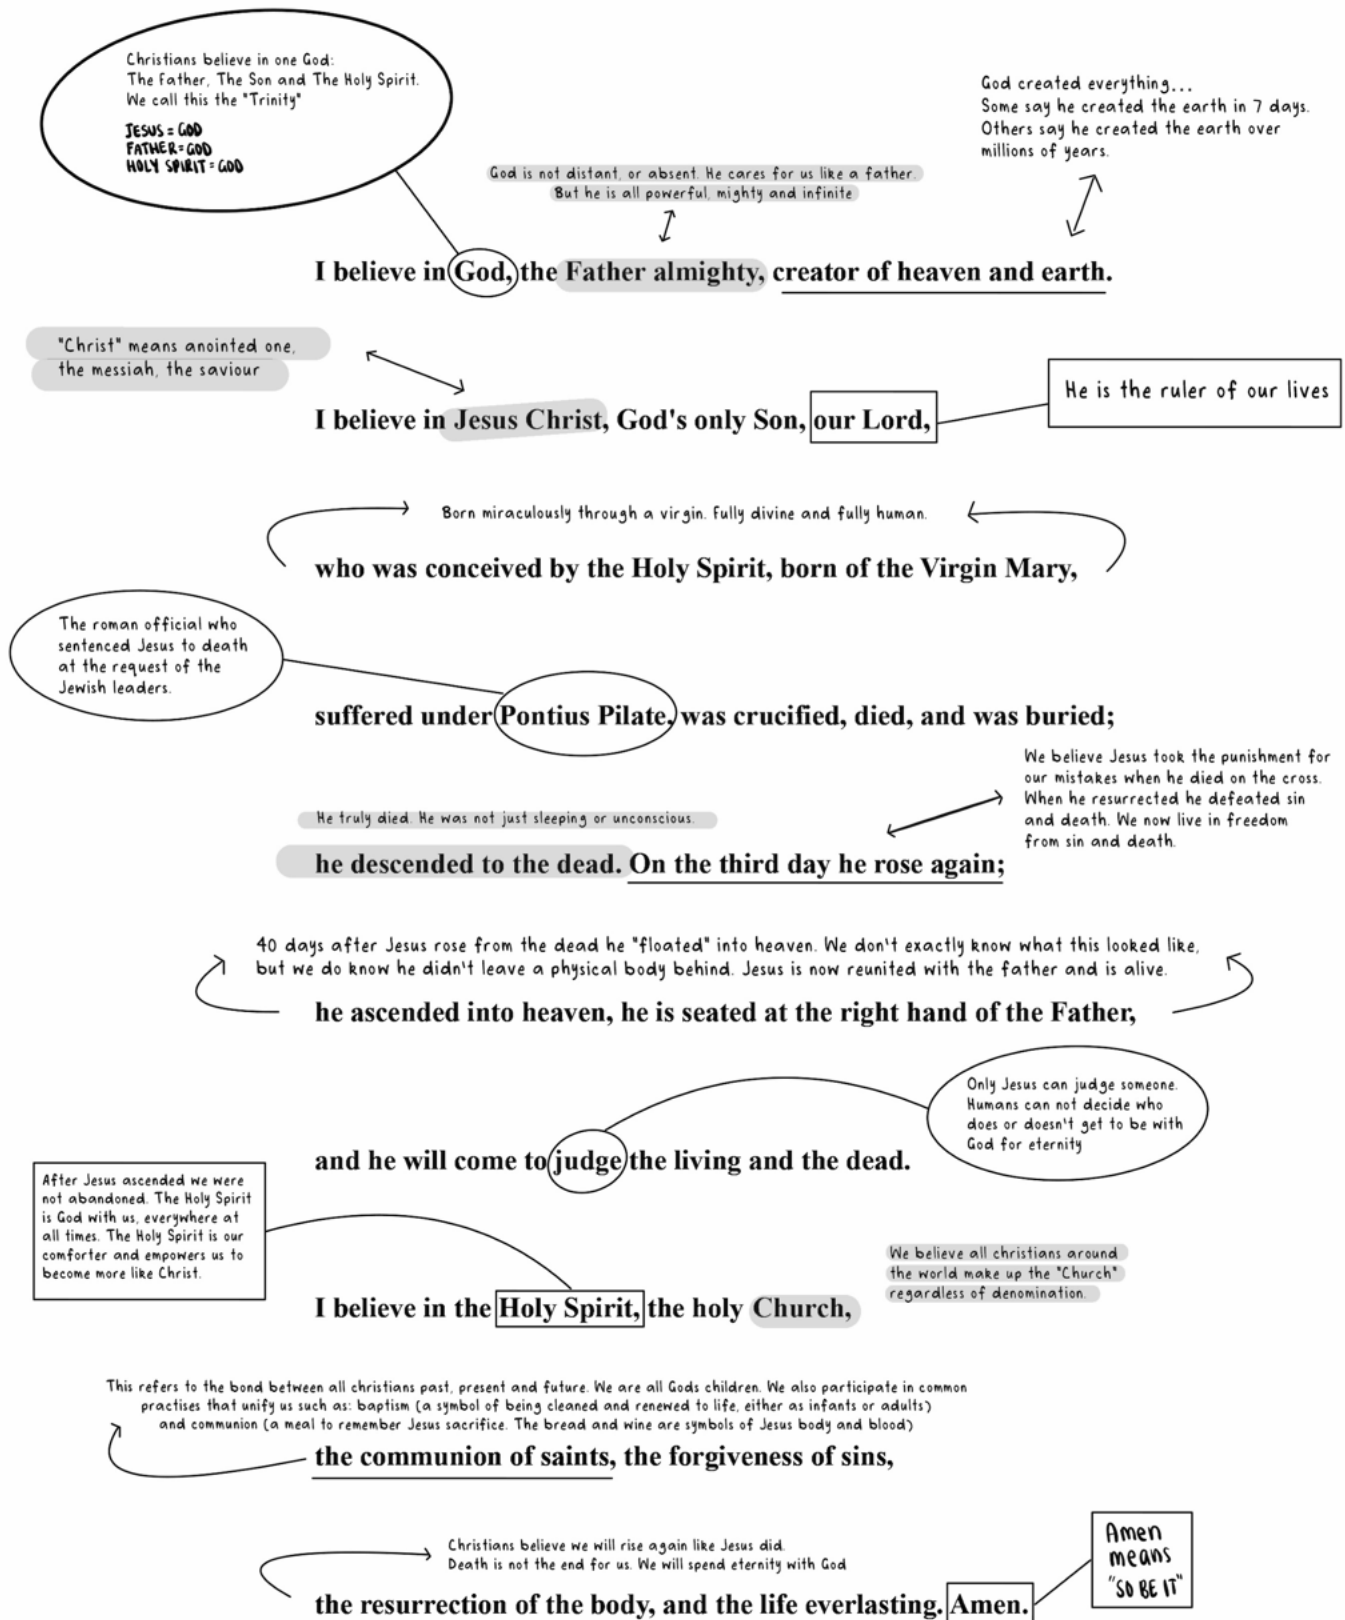 Christians believe in one God:
The Father, The Son and The Holy Spirit.
We call this the "Trinity"
JESUS = GOD
FATHER = GOD
HOLY SPIRIT = GOD
God created everything...
Some say he created the earth in 7 days.
Others say he created the earth over
millions of years.
God is not distant, or absent. He cares for us like a father.
But he is all powerful, mighty and infinite
I believe in God, the Father almighty, creator of heaven and earth.
"Christ" means anointed one,
the messiah, the saviour
He is the ruler of our lives
I believe in Jesus Christ, God's only Son, our Lord,
Born miraculously through a virgin. Fully divine and fully human.
who was conceived by the Holy Spirit, born of the Virgin Mary,
The roman official who
sentenced Jesus to death
at the request of the
Jewish leaders.
suffered under Pontius Pilate, was crucified, died, and was buried;
We believe Jesus took the punishment for
our mistakes when he died on the cross.
When he resurrected he defeated sin
and death. We now live in freedom
from sin and death.
He truly died. He was not just sleeping or unconscious.
he descended to the dead. On the third day he rose again;
40 days after Jesus rose from the dead he "floated" into heaven. We don't exactly know what this looked like,
but we do know he didn't leave a physical body behind. Jesus is now reunited with the father and is alive.
he ascended into heaven, he is seated at the right hand of the Father,
Only Jesus can judge someone.
Humans can not decide who
does or doesn't get to be with
God for eternity
and he will come to judge the living and the dead.
After Jesus ascended we were
not abandoned. The Holy Spirit
is God with us, everywhere at
all times. The Holy Spirit is our
comforter and empowers us to
become more like Christ.
We believe all christians around
the world make up the "Church"
regardless of denomination.
I believe in the Holy Spirit, the holy Church,
This refers to the bond between all christians past, present and future. We are all Gods children. We also participate in common
practises that unify us such as: baptism (a symbol of being cleaned and renewed to life, either as infants or adults)
and communion (a meal to remember Jesus sacrifice. The bread and wine are symbols of Jesus body and blood)
the communion of saints, the forgiveness of sins,
Christians believe we will rise again like Jesus did.
Death is not the end for us. We will spend eternity with God
Amen
means
"SO BE IT"
the resurrection of the body, and the life everlasting. Amen.